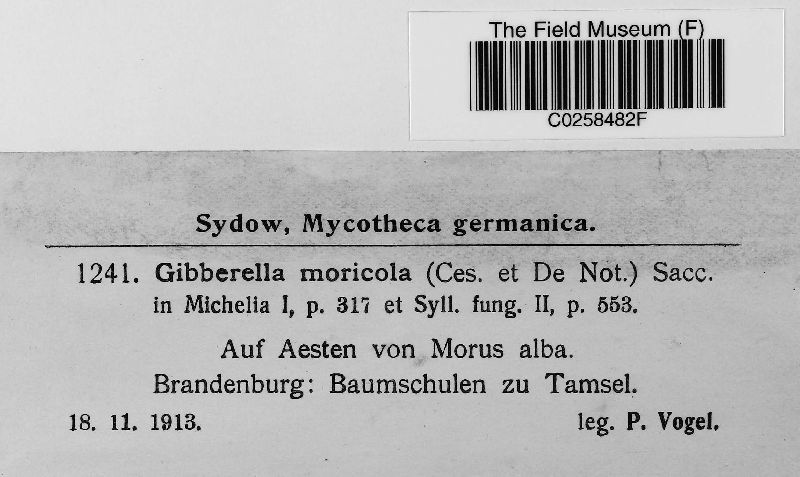 The Field Museum (F)
C0258482F
Sydow, Mycotheca germanica.
1241. Gibberella moricola (Ces. et De Not.) Sacc.
in Michelia I, p. 317 et Syll. fung. II, p. 553.
Auf Aesten von Morus alba.
Brandenburg: Baumschulen zu Tamsel.
18. 11. 1913. leg. P. Vogel.